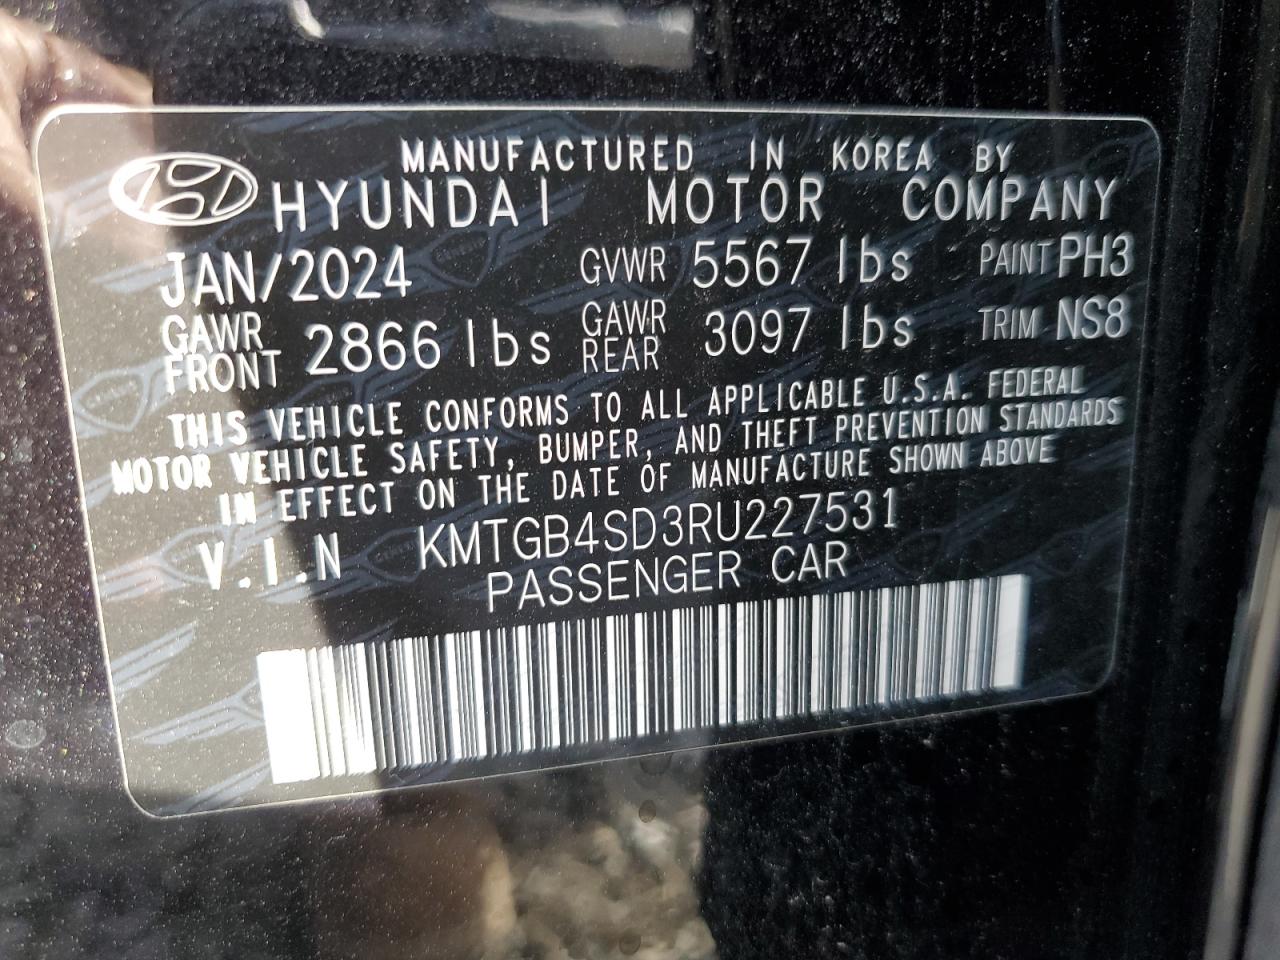 MANUFACTURED IN KOREA BY
HYUNDAI MOTOR COMPANY
JAN/2024 GVWR 5567 lbs PAINT PH3
GAWR FRONT 2866 lbs GAWR REAR 3097 lbs TRIM NS8
THIS VEHICLE CONFORMS TO ALL APPLICABLE U.S.A. FEDERAL
MOTOR VEHICLE SAFETY, BUMPER, AND THEFT PREVENTION STANDARDS
IN EFFECT ON THE DATE OF MANUFACTURE SHOWN ABOVE
V.I.N KMTGB4SD3RU227531
PASSENGER CAR